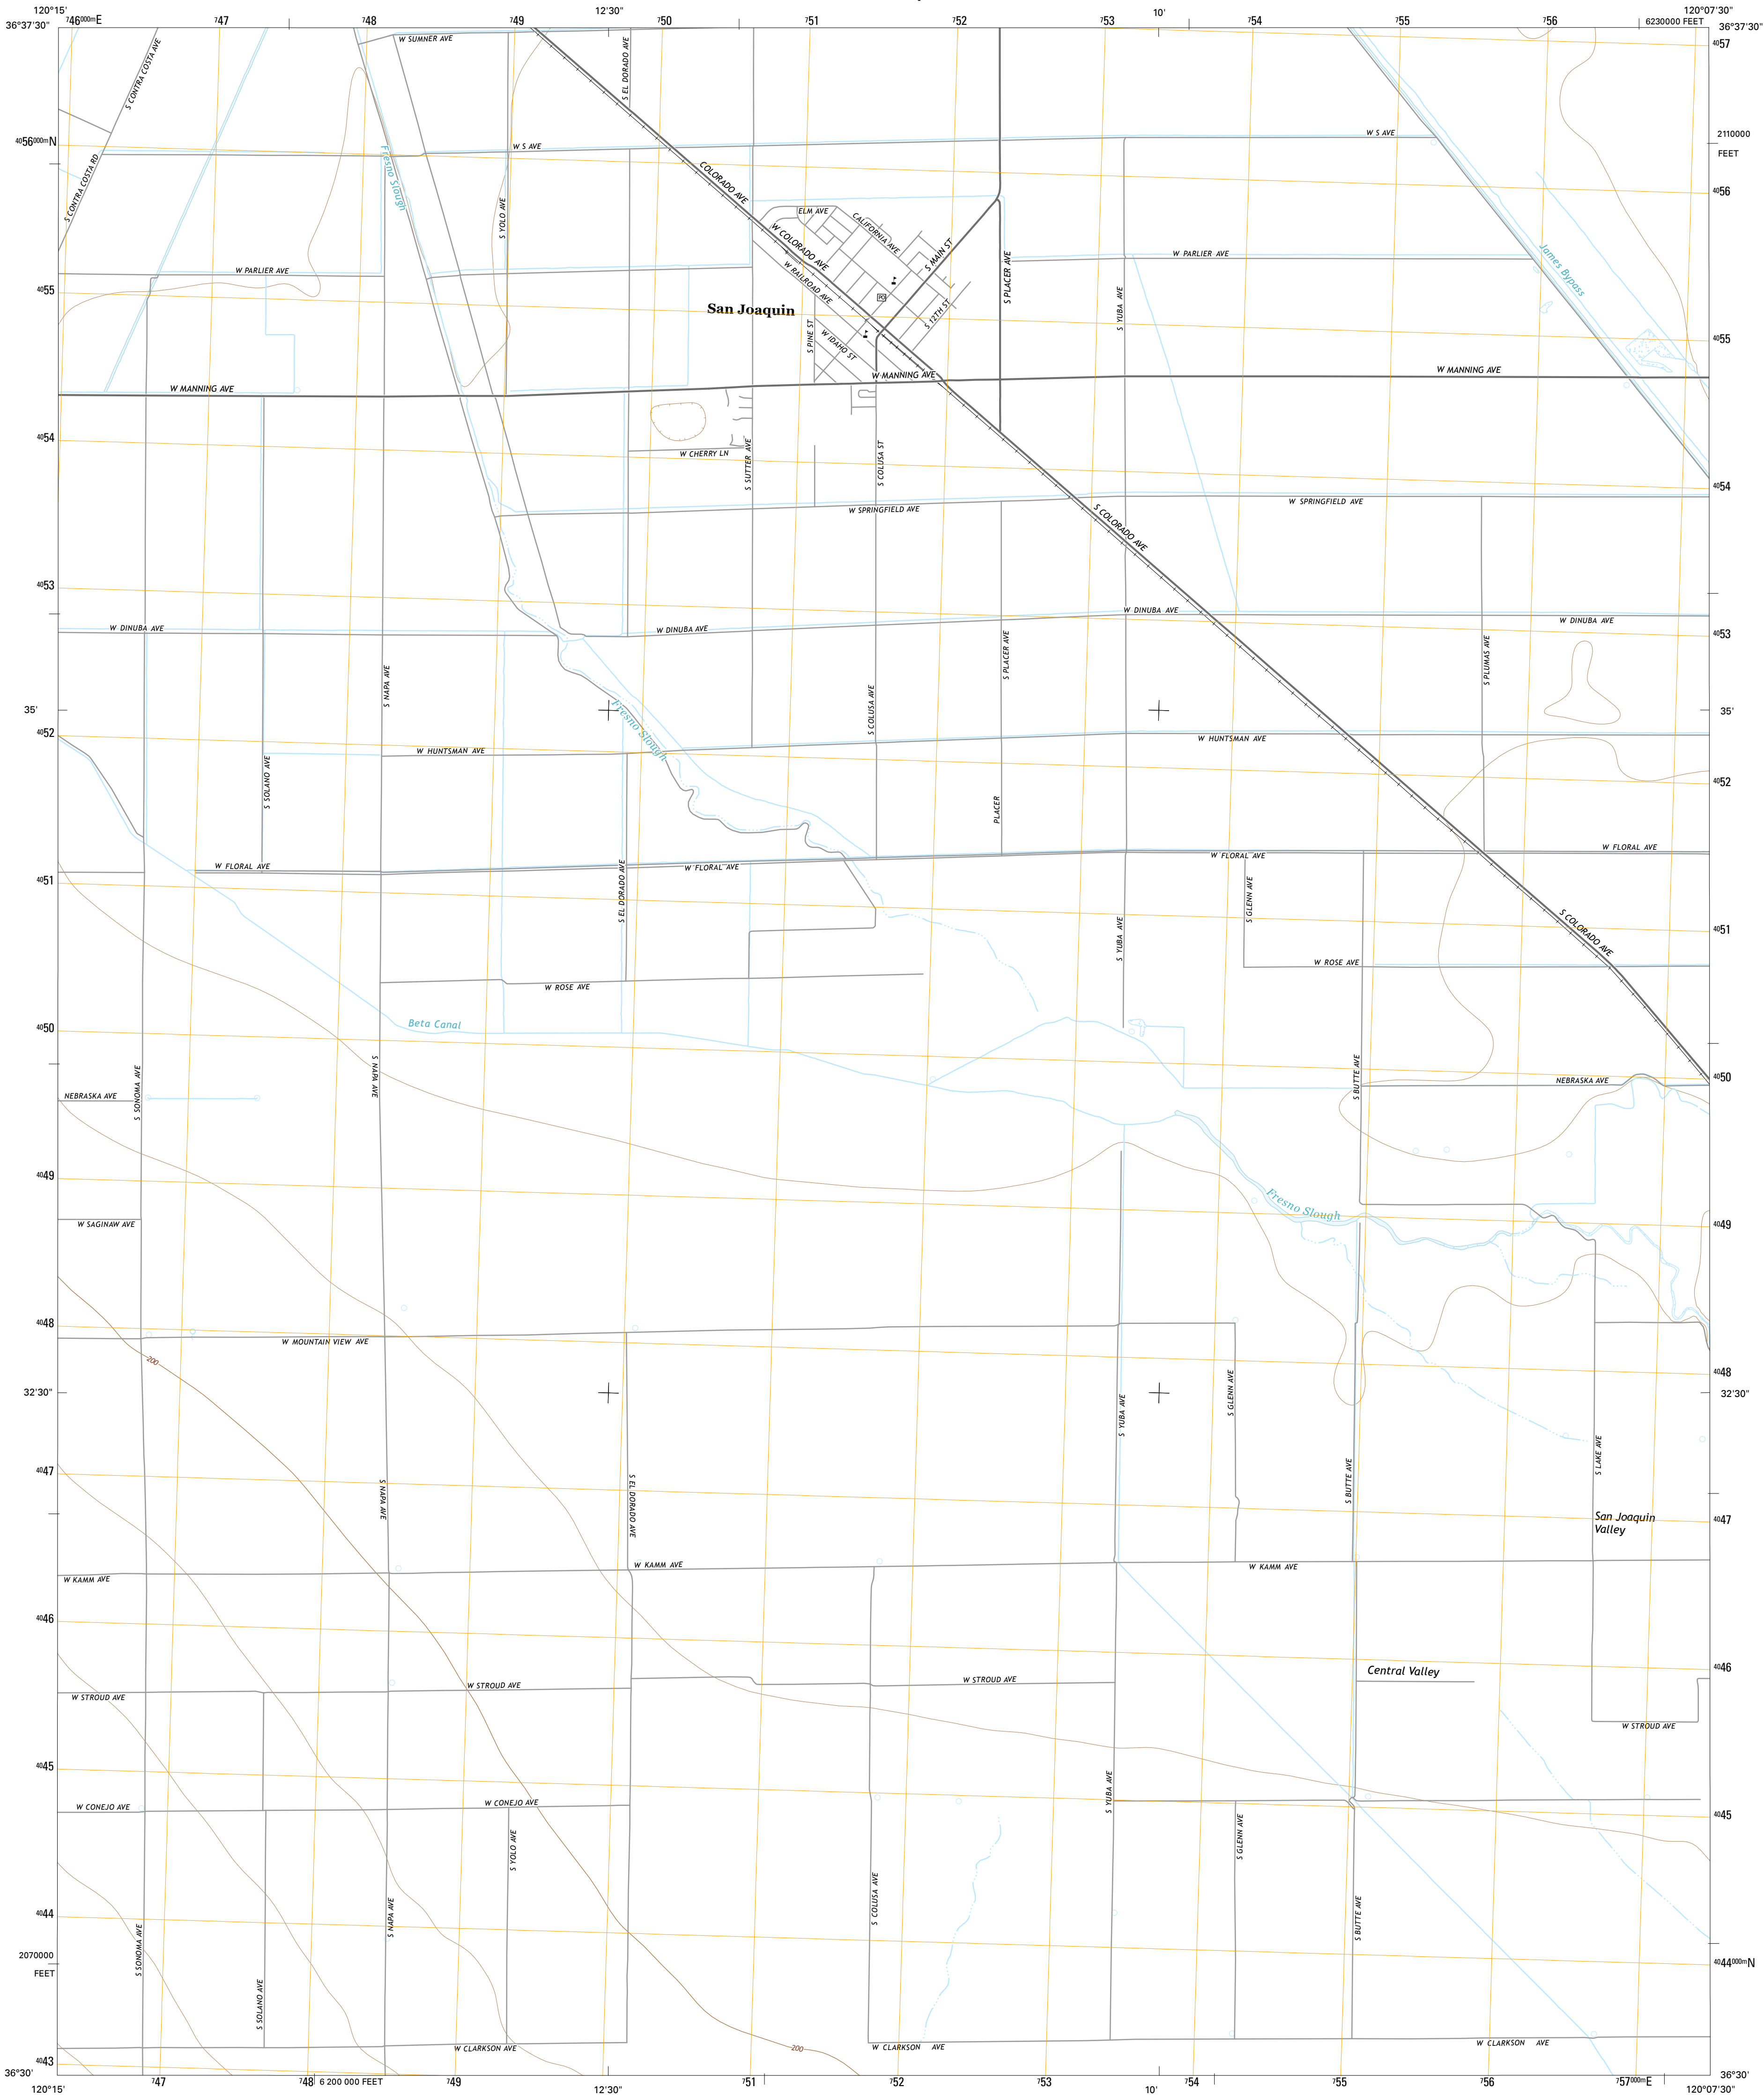 120°15'
12'30"
10'
120°07'30"
36°37'30"
⁷46⁰⁰⁰ᵐE
⁷47
⁷48
⁷49
⁷50
⁷51
⁷52
⁷53
⁷54
⁷55
⁷56
6230000 FEET
36°37'30"
W SUMNER AVE
S CONTRA COSTA AVE
S EL DORADO AVE
⁴⁰57
⁴⁰56⁰⁰⁰ᵐN
W S AVE
W S AVE
2110000
FEET
S CONTRA COSTA RD
Fresno Slough
COLORADO AVE
⁴⁰56
S YOLO AVE
ELM AVE
CALIFORNIA AVE
W COLORADO AVE
S MAIN ST
W PARLIER AVE
W PARLIER AVE
James Bypass
W RAILROAD AVE
S PLACER AVE
⁴⁰55
PO
San Joaquin
S 12TH ST
S YUBA AVE
S PINE ST
W IDAHO ST
⁴⁰55
W MANNING AVE
W MANNING AVE
W MANNING AVE
⁴⁰54
W CHERRY LN
S SUTTER AVE
S COLUSA ST
⁴⁰54
W SPRINGFIELD AVE
W SPRINGFIELD AVE
S COLORADO AVE
⁴⁰53
W DINUBA AVE
W DINUBA AVE
W DINUBA AVE
W DINUBA AVE
⁴⁰53
S NAPA AVE
S PLACER AVE
S PLUMAS AVE
35'
Fresno Slough
S COLUSA AVE
35'
⁴⁰52
W HUNTSMAN AVE
W HUNTSMAN AVE
S SOLANO AVE
⁴⁰52
PLACER
W FLORAL AVE
W FLORAL AVE
W FLORAL AVE
W FLORAL AVE
⁴⁰51
S EL DORADO AVE
S GLENN AVE
S YUBA AVE
S COLORADO AVE
⁴⁰51
W ROSE AVE
W ROSE AVE
⁴⁰50
Beta Canal
S SONOMA AVE
S NAPA AVE
S BUTTE AVE
NEBRASKA AVE
⁴⁰50
NEBRASKA AVE
⁴⁰49
W SAGINAW AVE
Fresno Slough
⁴⁰49
⁴⁰48
W MOUNTAIN VIEW AVE
200
⁴⁰48
32'30"
S YUBA AVE
S GLENN AVE
32'30"
⁴⁰47
S NAPA AVE
S EL DORADO AVE
S BUTTE AVE
S LAKE AVE
San Joaquin
Valley
⁴⁰47
W KAMM AVE
W KAMM AVE
W KAMM AVE
⁴⁰46
W STROUD AVE
W STROUD AVE
W STROUD AVE
Central Valley
⁴⁰46
W STROUD AVE
⁴⁰45
W CONEJO AVE
W CONEJO AVE
S YUBA AVE
⁴⁰45
S YOLO AVE
S GLENN AVE
⁴⁰44
S SONOMA AVE
S NAPA AVE
S COLUSA AVE
S BUTTE AVE
2070000
FEET
⁴⁰44⁰⁰⁰ᵐN
S SOLANO AVE
⁴⁰43
W CLARKSON AVE
200
W CLARKSON AVE
W CLARKSON AVE
36°30'
⁷47
⁷48
6 200 000 FEET
⁷49
⁷51
⁷52
⁷53
⁷54
⁷55
⁷56
⁷57⁰⁰⁰ᵐE
36°30'
120°15'
12'30"
10'
120°07'30"